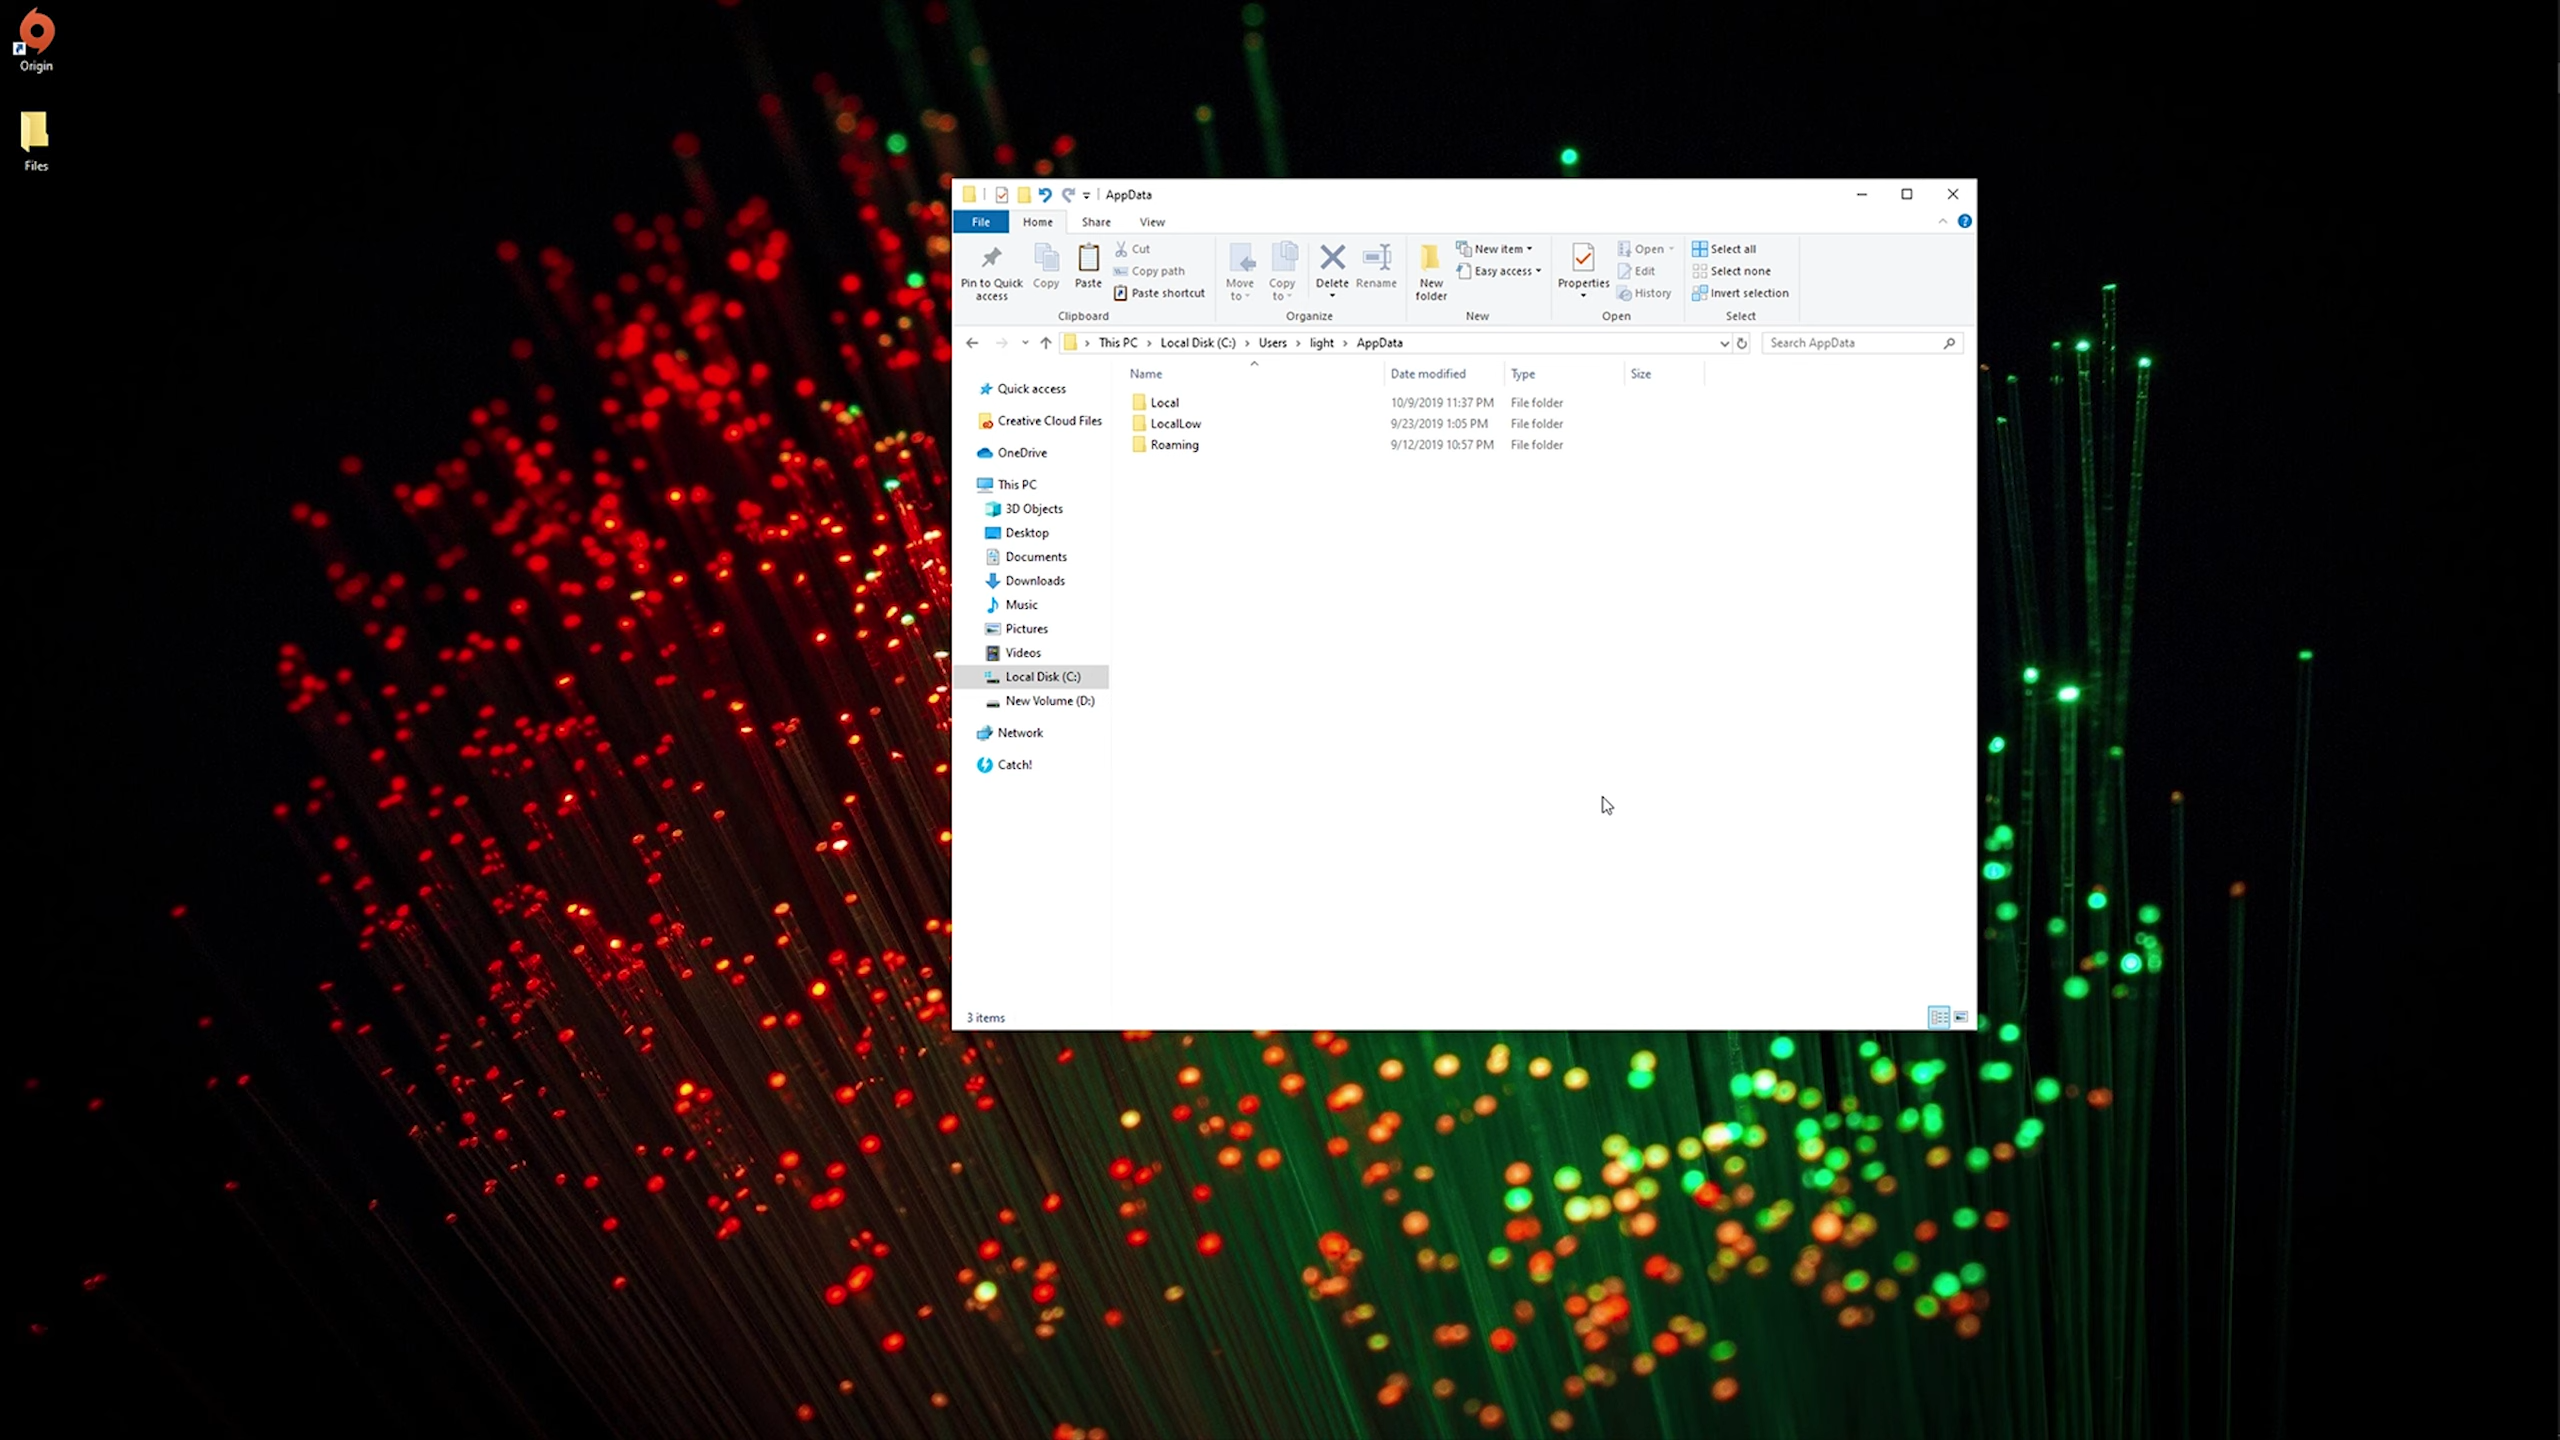 Origin
Files
AppData
File Home Share View
Pin to Quick access
Copy
Paste
Cut
Copy path
Paste shortcut
Clipboard
Move to
Copy to
Delete
Rename
Organize
New folder
New item
Easy access
New
Properties
Open
Edit
History
Open
Select all
Select none
Invert selection
Select
This PC > Local Disk (C:) > Users > light > AppData
Search AppData
Name Date modified Type Size
Local 10/9/2019 11:37 PM File folder
LocalLow 9/23/2019 1:05 PM File folder
Roaming 9/12/2019 10:57 PM File folder
Quick access
Creative Cloud Files
OneDrive
This PC
3D Objects
Desktop
Documents
Downloads
Music
Pictures
Videos
Local Disk (C:)
New Volume (D:)
Network
Catch!
3 items